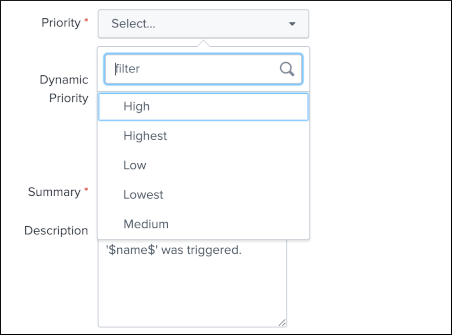 Priority * Select...
filter
Dynamic
Priority
High
Highest
Low
Summary *
Lowest
Medium
Description
'$name$' was triggered.